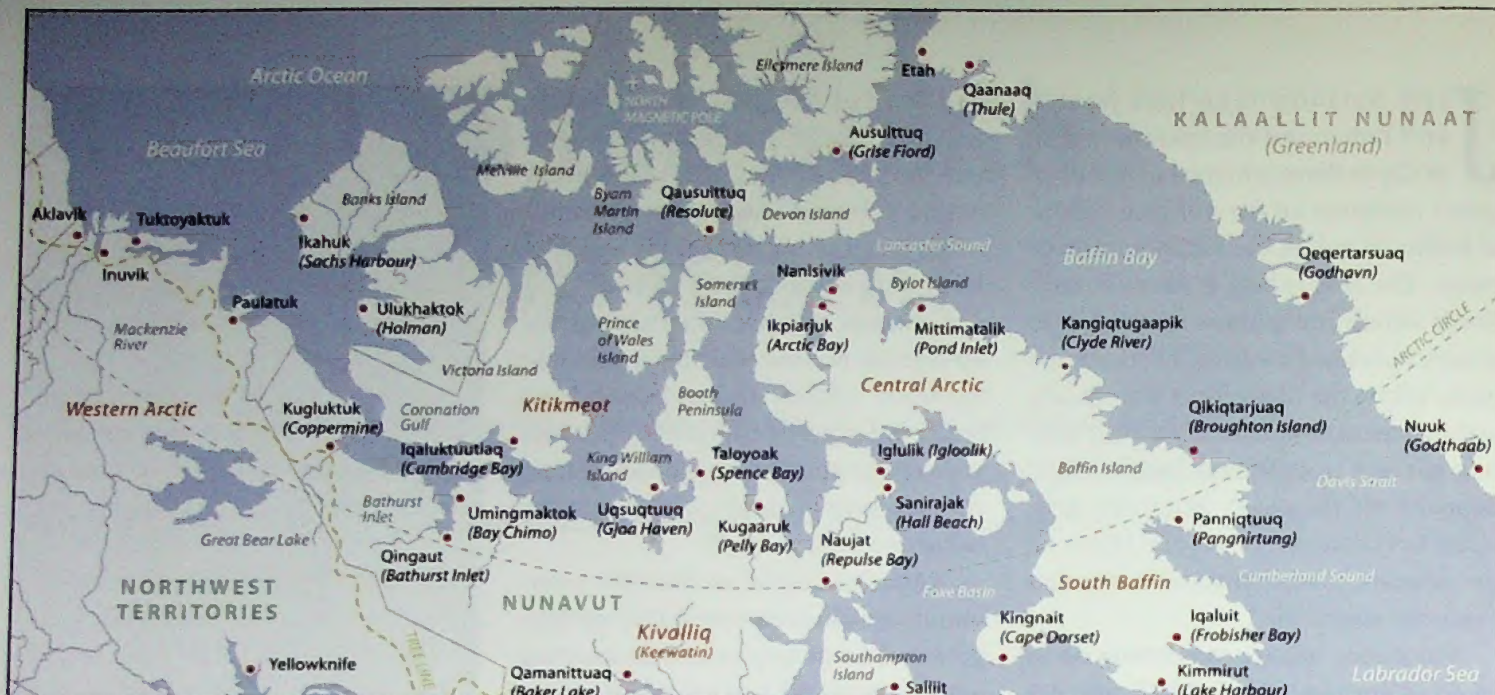 Arctic Ocean
Beaufort Sea
Aklavik
Tuktoyaktuk
Inuvik
Banks Island
Ikahuk
(Sachs Harbour)
Melville Island
Byam
Martin
Island
NORTH
MAGNETIC POLE
Ellesmere Island
Etah
Qaanaaq
(Thule)
KALAALLIT NUNAAT
(Greenland)
Ausuittuq
(Grise Fiord)
Qausuittuq
(Resolute)
Devon Island
Lancaster Sound
Baffin Bay
Qeqertarsuaq
(Godhavn)
Paulatuk
Mackenzie
River
Ulukhaktok
(Holman)
Prince
of Wales
Island
Somerset
Island
Nanisivik
Ikpiarjuk
(Arctic Bay)
Bylot Island
Mittimatalik
(Pond Inlet)
Kangiqtugaapik
(Clyde River)
ARCTIC CIRCLE
Victoria Island
Western Arctic
Kugluktuk
(Coppermine)
Coronation
Gulf
Kitikmeot
Booth
Peninsula
Central Arctic
Qikiqtarjuaq
(Broughton Island)
Nuuk
(Godthaab)
Iqaluktuutiaq
(Cambridge Bay)
King William
Island
Taloyoak
(Spence Bay)
Iglulik (Igloolik)
Baffin Island
Davis Strait
Bathurst
Inlet
Umingmaktok
(Bay Chimo)
Uqsuqtuuq
(Gjoa Haven)
Kugaaruk
(Pelly Bay)
Sanirajak
(Hall Beach)
Panniqtuuq
(Pangnirtung)
Great Bear Lake
Qingaut
(Bathurst Inlet)
Naujat
(Repulse Bay)
NORTHWEST
TERRITORIES
NUNAVUT
Foxe Basin
South Baffin
Cumberland Sound
Kivalliq
(Keewatin)
Kingnait
(Cape Dorset)
Iqaluit
(Frobisher Bay)
TREE LINE
Yellowknife
Qamanittuaq
(Baker Lake)
Southampton
Island
Salliit
Kimmirut
(Lake Harbour)
Labrador Sea